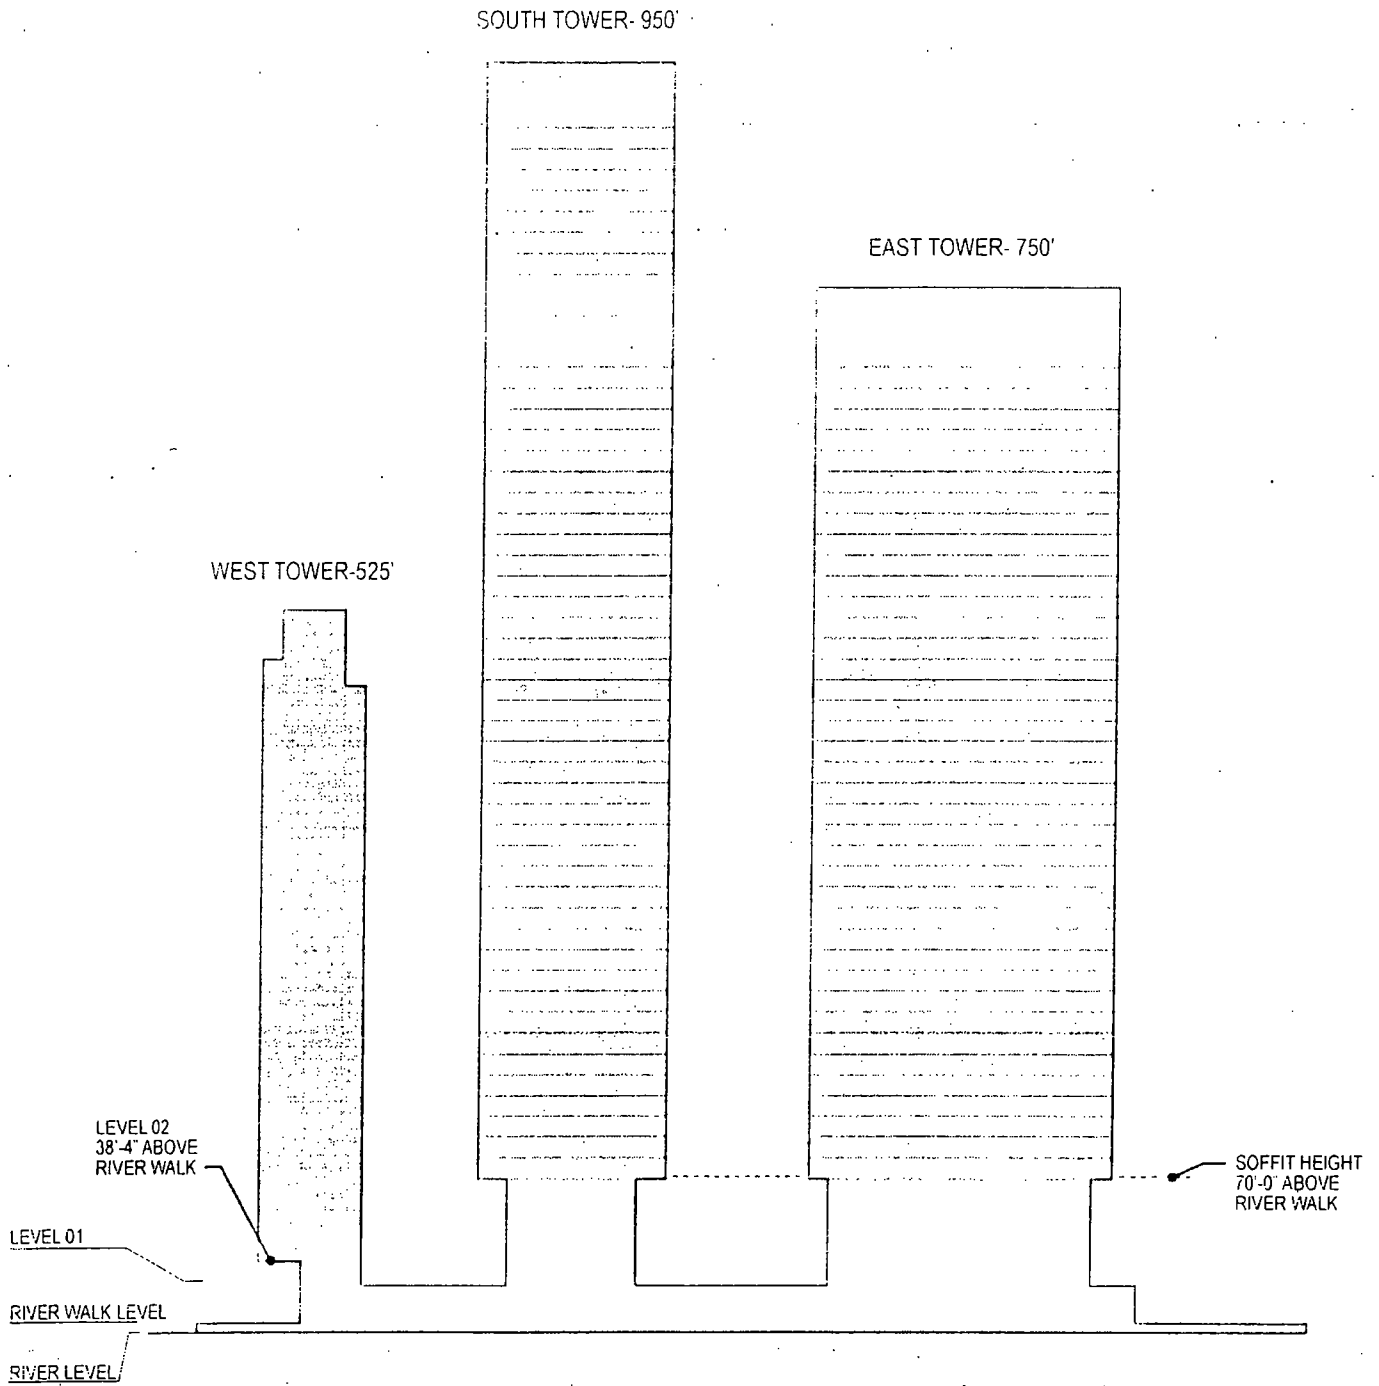 SOUTH TOWER- 950'
EAST TOWER- 750'
WEST TOWER-525'
LEVEL 02
38'-4" ABOVE
RIVER WALK
SOFFIT HEIGHT
70'-0" ABOVE
RIVER WALK
LEVEL 01
RIVER WALK LEVEL
RIVER LEVEL